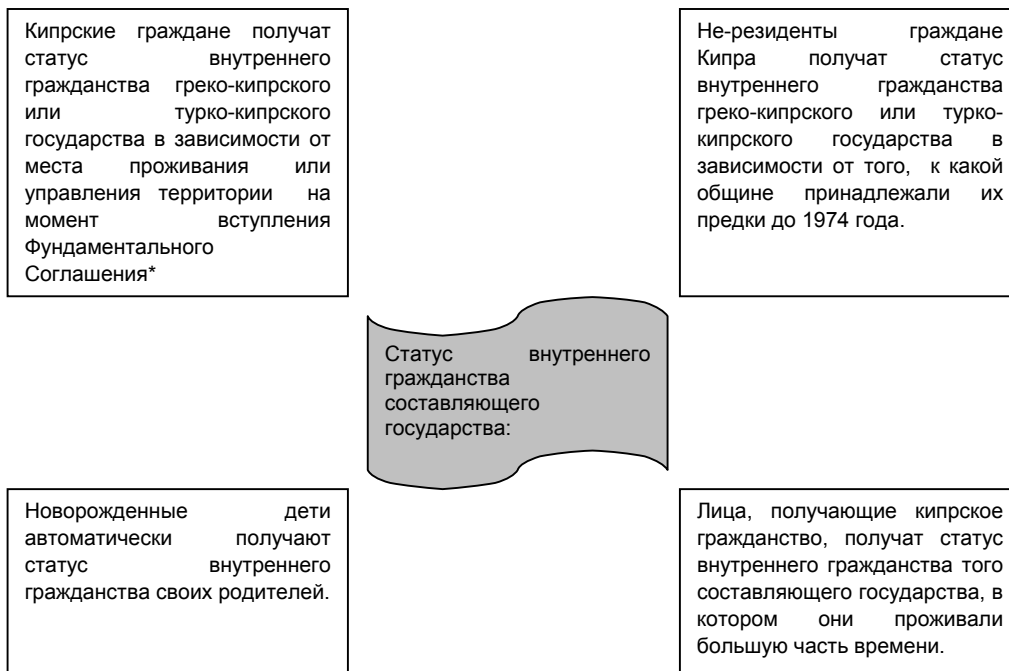 Кипрские граждане получат
статус внутреннего
гражданства греко-кипрского
или турко-кипрского
государства в зависимости от
места проживания или
управления территории на
момент вступления
Фундаментального
Соглашения*
Не-резиденты граждане
Кипра получат статус
внутреннего гражданства
греко-кипрского или турко-
кипрского государства в
зависимости от того, к какой
общине принадлежали их
предки до 1974 года.
Статус внутреннего
гражданства
составляющего
государства:
Новорожденные дети
автоматически получают
статус внутреннего
гражданства своих родителей.
Лица, получающие кипрское
гражданство, получат статус
внутреннего гражданства того
составляющего государства, в
котором они проживали
большую часть времени.